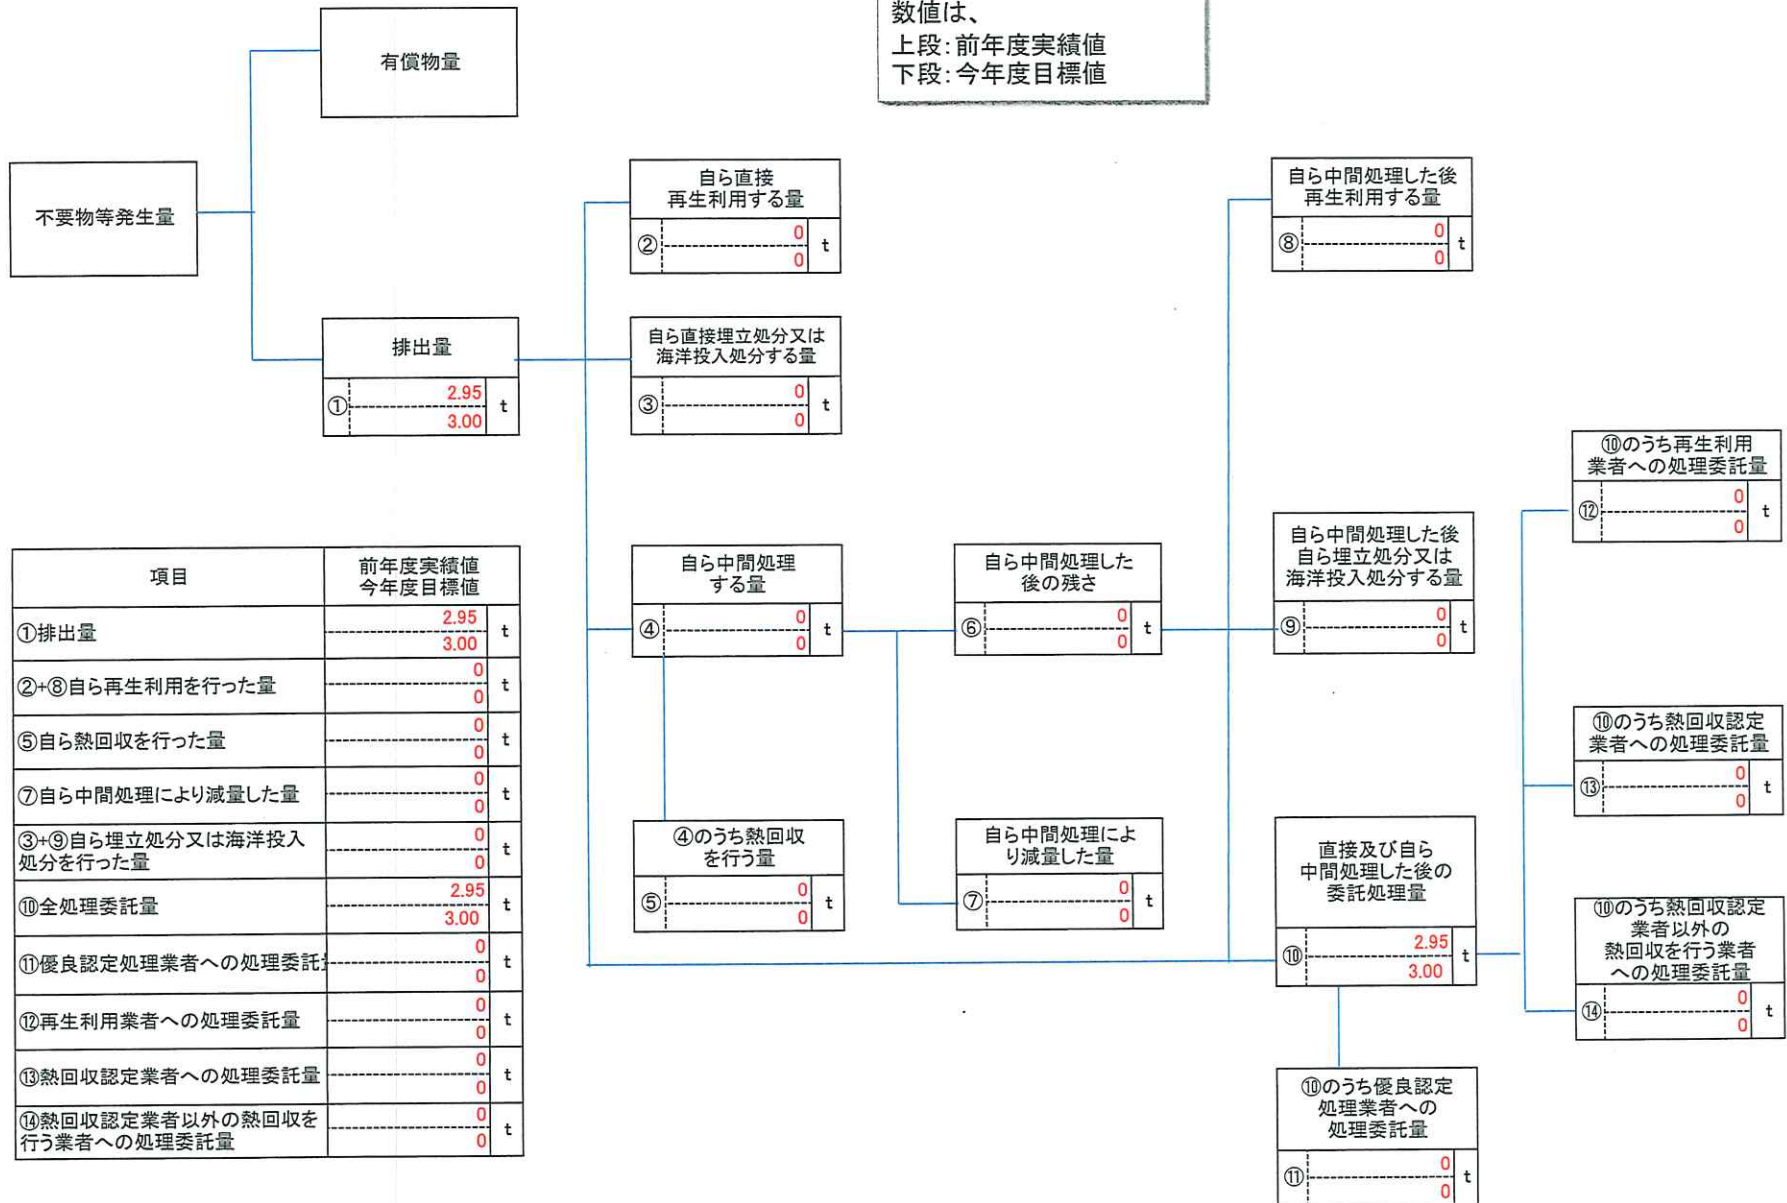 数値は、
上段：前年度実績値
下段：今年度目標値
有償物量
不要物等発生量
排出量
① 2.95 t
3.00
自ら直接
再生利用する量
② 0 t
0
自ら直接埋立処分又は
海洋投入処分する量
③ 0 t
0
自ら中間処理
する量
④ 0 t
0
④のうち熱回収
を行う量
⑤ 0 t
0
自ら中間処理した
後の残さ
⑥ 0 t
0
自ら中間処理によ
り減量した量
⑦ 0 t
0
自ら中間処理した後
再生利用する量
⑧ 0 t
0
自ら中間処理した後
自ら埋立処分又は
海洋投入処分する量
⑨ 0 t
0
直接及び自ら
中間処理した後の
委託処理量
⑩ 2.95 t
3.00
⑩のうち優良認定
処理業者への
処理委託量
⑪ 0 t
0
⑩のうち再生利用
業者への処理委託量
⑫ 0 t
0
⑩のうち熱回収認定
業者への処理委託量
⑬ 0 t
0
⑩のうち熱回収認定
業者以外の
熱回収を行う業者
への処理委託量
⑭ 0 t
0
項目 前年度実績値
今年度目標値
①排出量 2.95 t
3.00
②+⑧自ら再生利用を行った量 0 t
0
⑤自ら熱回収を行った量 0 t
0
⑦自ら中間処理により減量した量 0 t
0
③+⑨自ら埋立処分又は海洋投入 0 t
処分を行った量 0
⑩全処理委託量 2.95 t
3.00
⑪優良認定処理業者への処理委託 0 t
0
⑫再生利用業者への処理委託量 0 t
0
⑬熱回収認定業者への処理委託量 0 t
0
⑭熱回収認定業者以外の熱回収を 0 t
行う業者への処理委託量 0